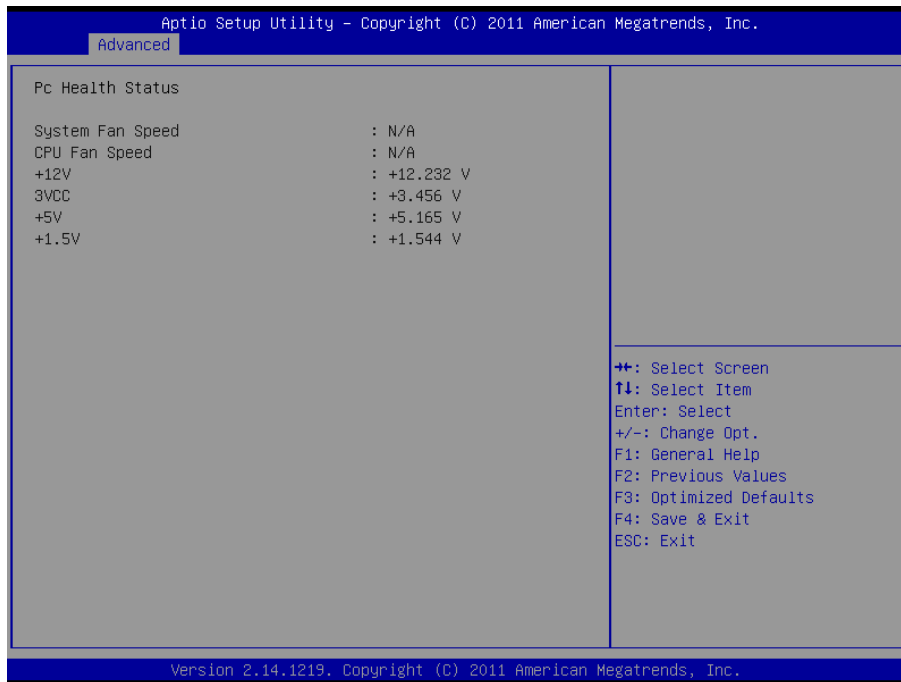 Aptio Setup Utility – Copyright (C) 2011 American Megatrends, Inc.
Advanced
Pc Health Status
System Fan Speed : N/A
CPU Fan Speed : N/A
+12V : +12.232 V
3VCC : +3.456 V
+5V : +5.165 V
+1.5V : +1.544 V
→←: Select Screen
↑↓: Select Item
Enter: Select
+/-: Change Opt.
F1: General Help
F2: Previous Values
F3: Optimized Defaults
F4: Save & Exit
ESC: Exit
Version 2.14.1219. Copyright (C) 2011 American Megatrends, Inc.